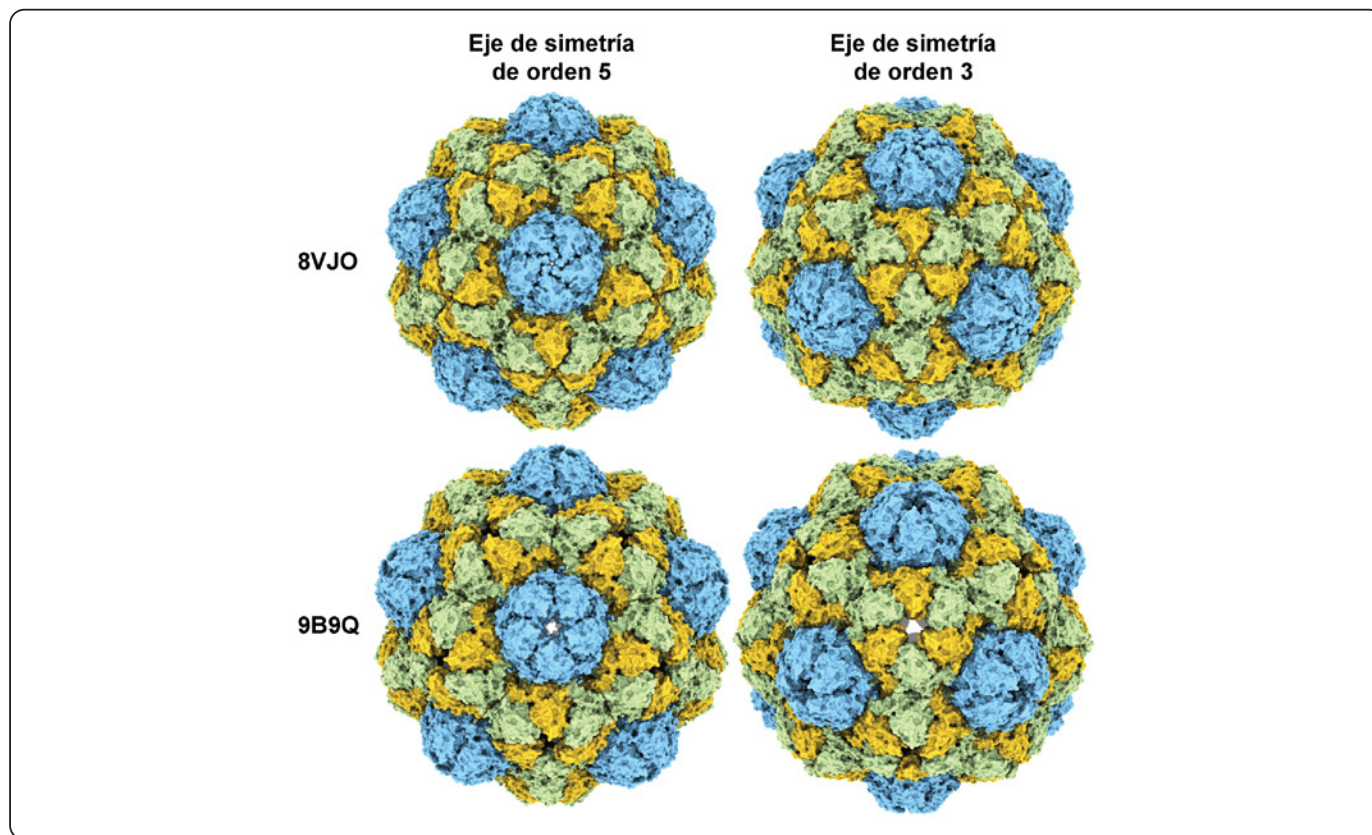 Eje de simetría
de orden 5
Eje de simetría
de orden 3
8VJO
9B9Q